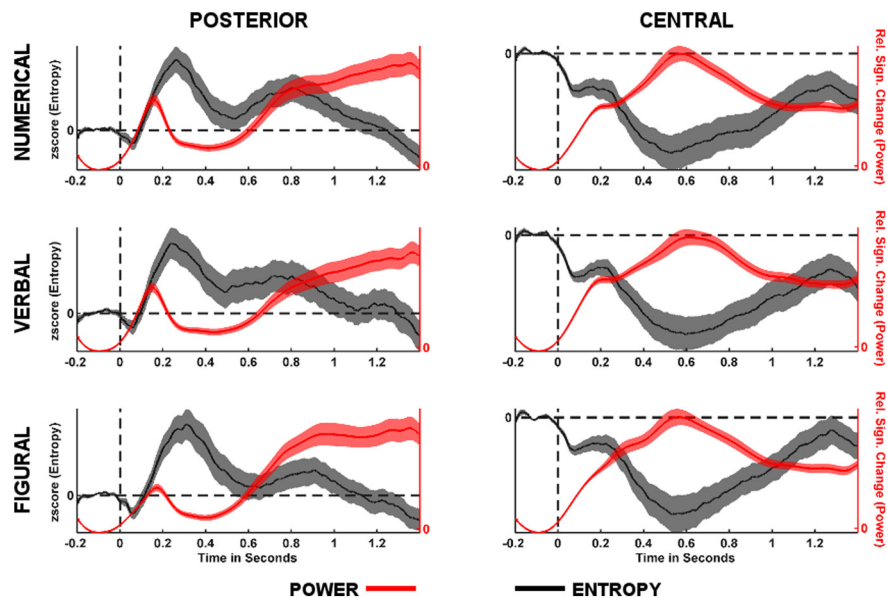 POSTERIOR CENTRAL
NUMERICAL
zscore (Entropy)
0
0
-0.2 0 0.2 0.4 0.6 0.8 1 1.2
0
Rel. Sign. Change (Power)
0
-0.2 0 0.2 0.4 0.6 0.8 1 1.2
VERBAL
zscore (Entropy)
0
0
-0.2 0 0.2 0.4 0.6 0.8 1 1.2
0
Rel. Sign. Change (Power)
0
-0.2 0 0.2 0.4 0.6 0.8 1 1.2
FIGURAL
zscore (Entropy)
0
0
-0.2 0 0.2 0.4 0.6 0.8 1 1.2
Time in Seconds
0
Rel. Sign. Change (Power)
0
-0.2 0 0.2 0.4 0.6 0.8 1 1.2
Time in Seconds
POWER ENTROPY